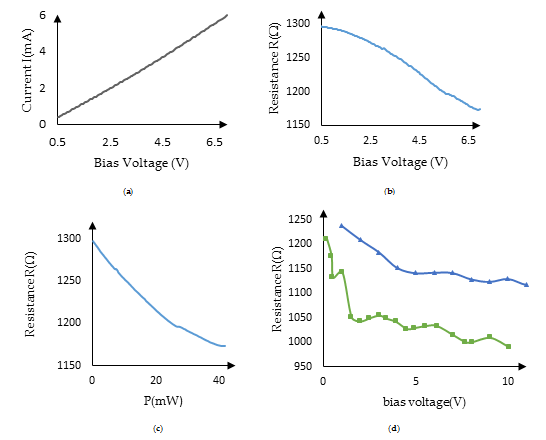 6
4
2
0
0.5 2.5 4.5 6.5
Current I(mA)
Bias Voltage (V)
(a)
1300
1250
1200
1150
0.5 2.5 4.5 6.5
Resistance R(Ω)
Bias Voltage (V)
(b)
1300
1250
1200
1150
0 20 40
Resistance R(Ω)
P(mW)
(c)
1250
1200
1150
1100
1050
1000
950
0 5 10
Resistance R(Ω)
bias voltage(V)
(d)